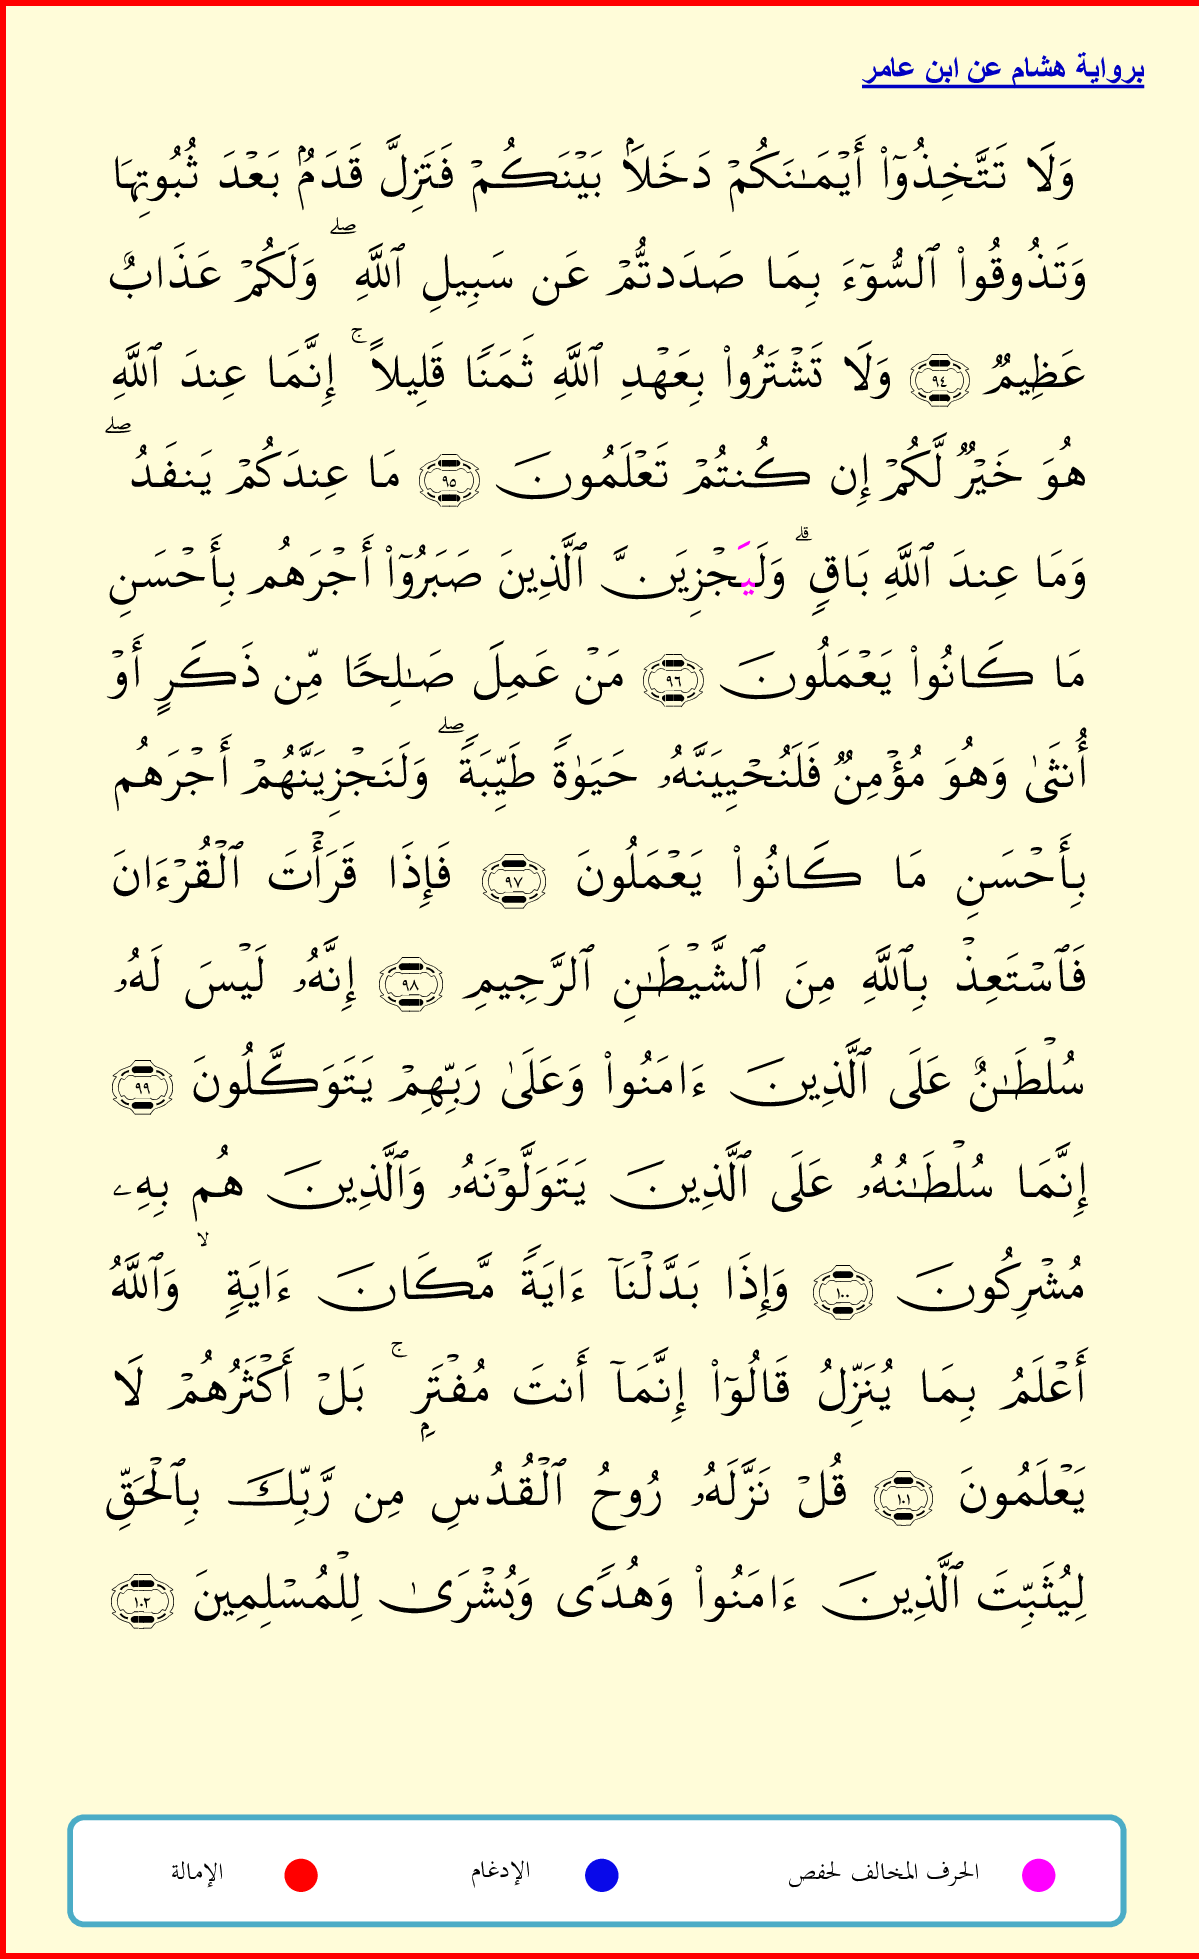 برواية هشام عن ابن عامر
وَلَا تَتَّخِذُوٓا۟ أَيْمَـٰنَكُمْ دَخَلًۢا بَيْنَكُمْ فَتَزِلَّ قَدَمٌۢ بَعْدَ ثُبُوتِهَا
وَتَذُوقُوا۟ ٱلسُّوٓءَ بِمَا صَدَدتُّمْ عَن سَبِيلِ ٱللَّهِ ۖ وَلَكُمْ عَذَابٌ
عَظِيمٌ ٩٤ وَلَا تَشْتَرُوا۟ بِعَهْدِ ٱللَّهِ ثَمَنًا قَلِيلًا ۚ إِنَّمَا عِندَ ٱللَّهِ
هُوَ خَيْرٌ لَّكُمْ إِن كُنتُمْ تَعْلَمُونَ ٩٥ مَا عِندَكُمْ يَنفَدُ ۖ
وَمَا عِندَ ٱللَّهِ بَاقٍ ۗ وَلَيَجْزِيَنَّ ٱلَّذِينَ صَبَرُوٓا۟ أَجْرَهُم بِأَحْسَنِ
مَا كَانُوا۟ يَعْمَلُونَ ٩٦ مَنْ عَمِلَ صَـٰلِحًا مِّن ذَكَرٍ أَوْ
أُنثَىٰ وَهُوَ مُؤْمِنٌ فَلَنُحْيِيَنَّهُۥ حَيَوٰةً طَيِّبَةً ۖ وَلَنَجْزِيَنَّهُمْ أَجْرَهُم
بِأَحْسَنِ مَا كَانُوا۟ يَعْمَلُونَ ٩٧ فَإِذَا قَرَأْتَ ٱلْقُرْءَانَ
فَٱسْتَعِذْ بِٱللَّهِ مِنَ ٱلشَّيْطَـٰنِ ٱلرَّجِيمِ ٩٨ إِنَّهُۥ لَيْسَ لَهُۥ
سُلْطَـٰنٌ عَلَى ٱلَّذِينَ ءَامَنُوا۟ وَعَلَىٰ رَبِّهِمْ يَتَوَكَّلُونَ ٩٩
إِنَّمَا سُلْطَـٰنُهُۥ عَلَى ٱلَّذِينَ يَتَوَلَّوْنَهُۥ وَٱلَّذِينَ هُم بِهِۦ
مُشْرِكُونَ ١٠٠ وَإِذَا بَدَّلْنَآ ءَايَةً مَّكَانَ ءَايَةٍ ۙ وَٱللَّهُ
أَعْلَمُ بِمَا يُنَزِّلُ قَالُوٓا۟ إِنَّمَآ أَنتَ مُفْتَرٍۭ ۚ بَلْ أَكْثَرُهُمْ لَا
يَعْلَمُونَ ١٠١ قُلْ نَزَّلَهُۥ رُوحُ ٱلْقُدُسِ مِن رَّبِّكَ بِٱلْحَقِّ
لِيُثَبِّتَ ٱلَّذِينَ ءَامَنُوا۟ وَهُدًى وَبُشْرَىٰ لِلْمُسْلِمِينَ ١٠٢
الحرف المخالف لحفص الإدغام الإمالة